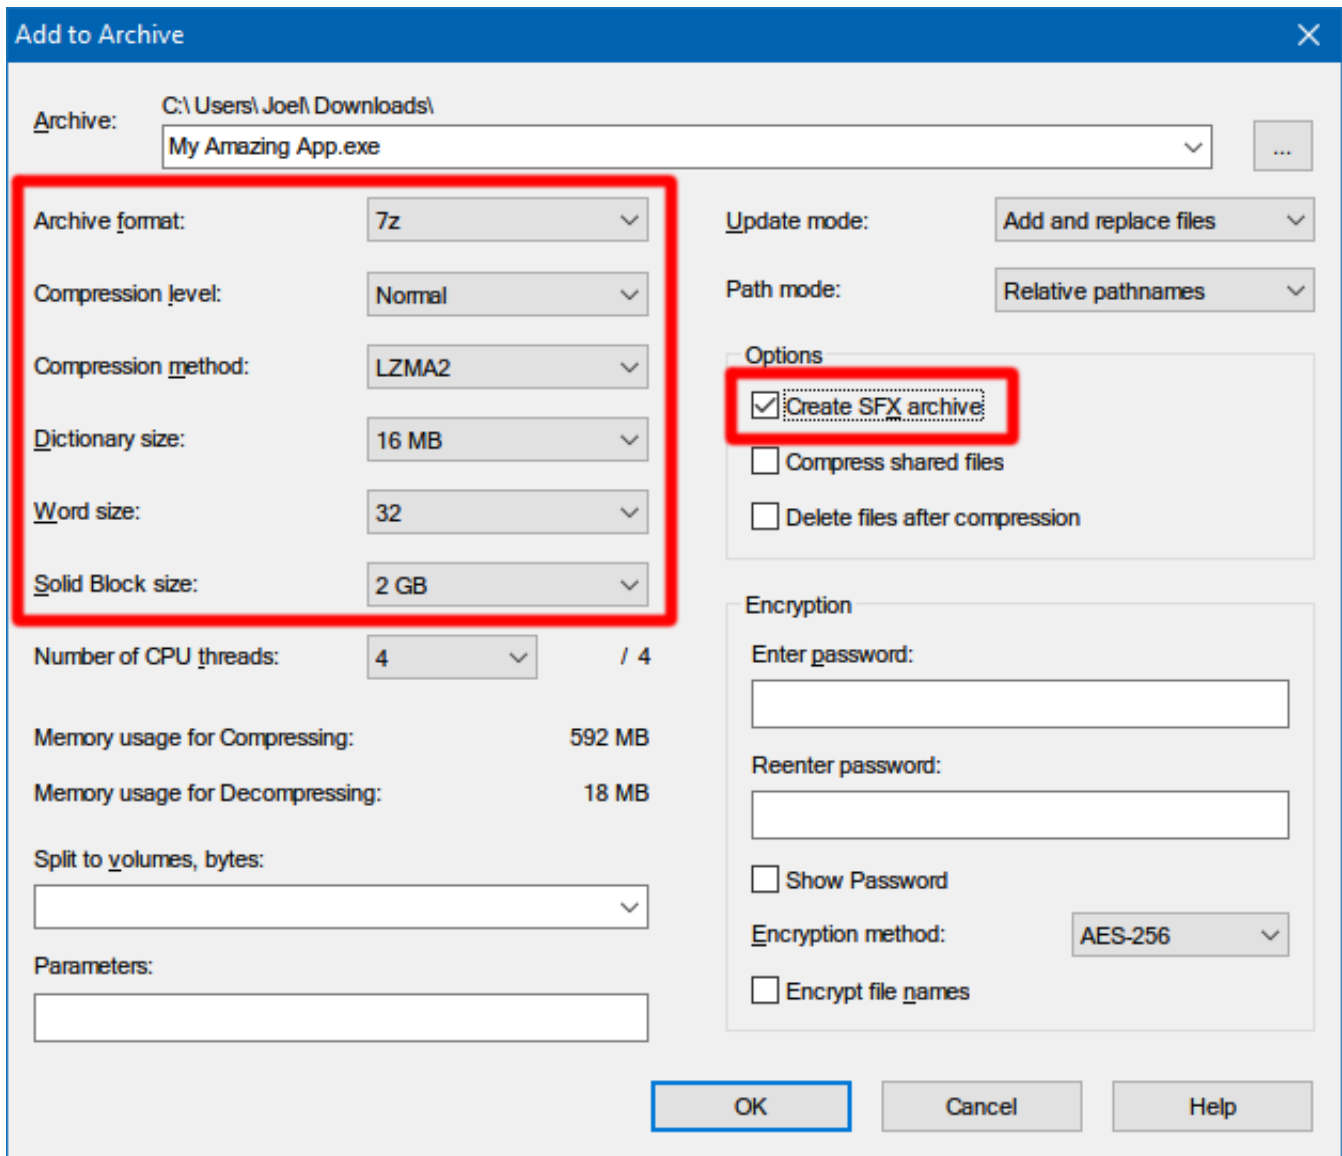 Add to Archive
Archive:
C:\Users\Joel\Downloads\
My Amazing App.exe
...
Archive format:
7z
Compression level:
Normal
Compression method:
LZMA2
Dictionary size:
16 MB
Word size:
32
Solid Block size:
2 GB
Number of CPU threads:
4
/ 4
Memory usage for Compressing:
592 MB
Memory usage for Decompressing:
18 MB
Split to volumes, bytes:
Parameters:
Update mode:
Add and replace files
Path mode:
Relative pathnames
Options
Create SFX archive
Compress shared files
Delete files after compression
Encryption
Enter password:
Reenter password:
Show Password
Encryption method:
AES-256
Encrypt file names
OK
Cancel
Help